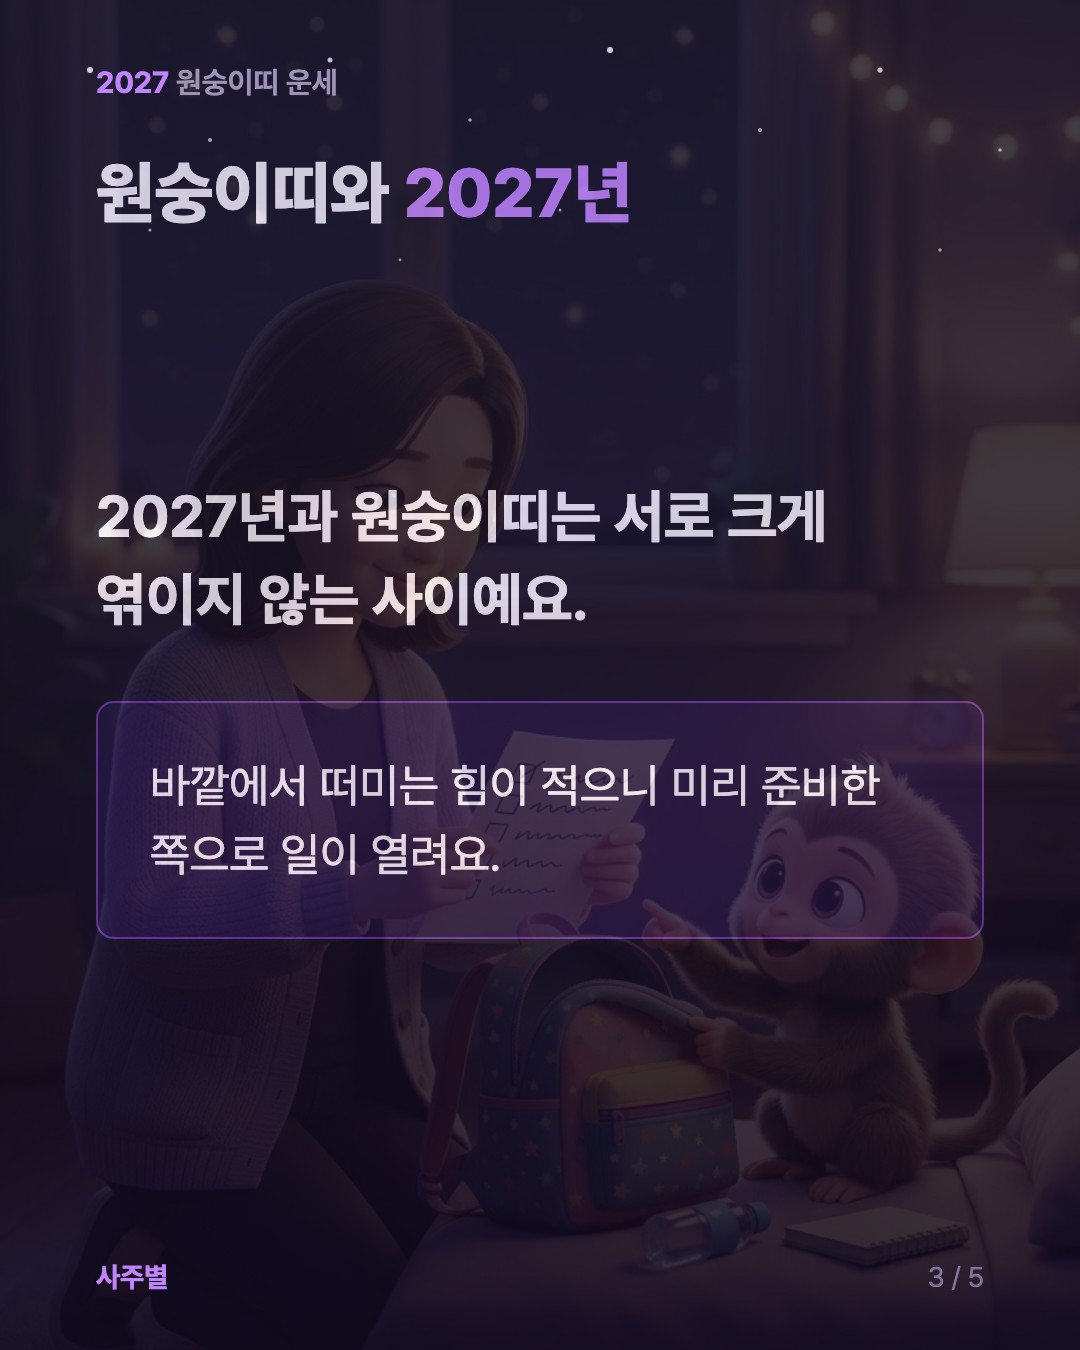 2027 원숭이띠 운세
원숭이띠와 2027년
2027년과 원숭이띠는 서로 크게
엮이지 않는 사이예요.
바깥에서 떠미는 힘이 적으니 미리 준비한
쪽으로 일이 열려요.
사주별
3 / 5